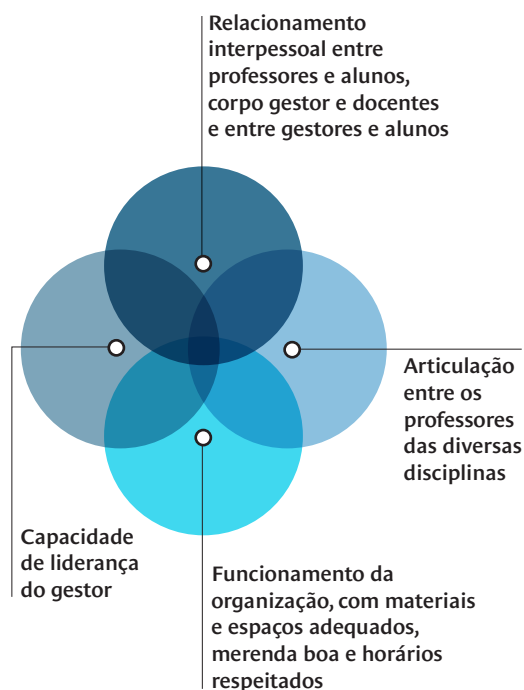 Relacionamento
interpessoal entre
professores e alunos,
corpo gestor e docentes
e entre gestores e alunos
Articulação
entre os
professores
das diversas
disciplinas
Capacidade
de liderança
do gestor
Funcionamento da
organização, com materiais
e espaços adequados,
merenda boa e horários
respeitados